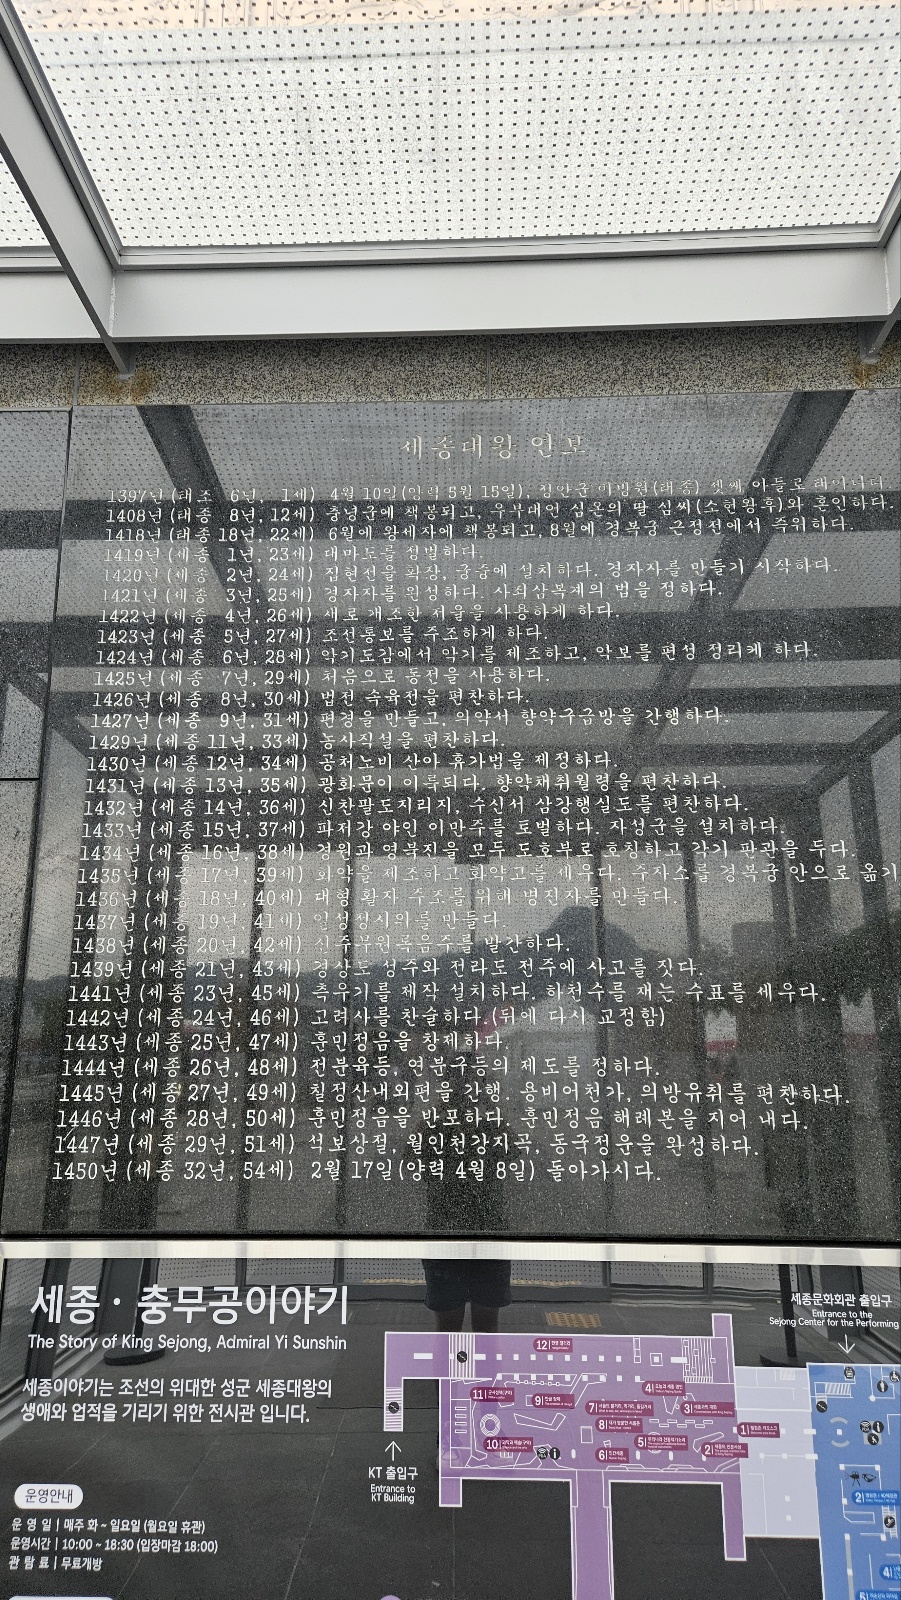 세종대왕 연보
1397년 (태조 6년, 1세) 4월 10일(양력 5월 15일), 정안군 이방원(태종) 셋째 아들로 태어나다
1408년 (태종 8년, 12세) 충녕군에 책봉되고, 우부대언 심온의 딸 심씨(소헌왕후)와 혼인하다.
1418년 (태종 18년, 22세) 6월에 왕세자에 책봉되고, 8월에 경복궁 근정전에서 즉위하다.
1419년 (세종 1년, 23세) 대마도를 정벌하다.
1420년 (세종 2년, 24세) 집현전을 확장, 궁중에 설치하다. 경자자를 만들기 시작하다.
1421년 (세종 3년, 25세) 경자자를 완성하다. 사죄삼복계의 법을 정하다.
1422년 (세종 4년, 26세) 새로 개조한 저울을 사용하게 하다.
1423년 (세종 5년, 27세) 조선통보를 주조하게 하다.
1424년 (세종 6년, 28세) 악기도감에서 악기를 제조하고, 악보를 편성 정리케 하다.
1425년 (세종 7년, 29세) 처음으로 동전을 사용하다.
1426년 (세종 8년, 30세) 법전 속육전을 편찬하다.
1427년 (세종 9년, 31세) 편경을 만들고, 의약서 향약구급방을 간행하다.
1429년 (세종 11년, 33세) 농사직설을 편찬하다.
1430년 (세종 12년, 34세) 공처노비 산아 휴가법을 제정하다.
1431년 (세종 13년, 35세) 광화문이 이룩되다. 향약채취월령을 편찬하다.
1432년 (세종 14년, 36세) 신찬팔도지리지, 수신서 삼강행실도를 편찬하다.
1433년 (세종 15년, 37세) 파저강 야인 이만주를 토벌하다. 자성군을 설치하다.
1434년 (세종 16년, 38세) 경원과 영북진을 모두 도호부로 호칭하고 각기 판관을 두다.
1435년 (세종 17년, 39세) 화약을 제조하고 화약고를 세우다. 주자소를 경복궁 안으로 옮기
1436년 (세종 18년, 40세) 대형 활자 주조를 위해 병진자를 만들다.
1437년 (세종 19년, 41세) 일성정시의를 만들다.
1438년 (세종 20년, 42세) 신주무원록음주를 발간하다.
1439년 (세종 21년, 43세) 경상도 성주와 전라도 전주에 사고를 짓다.
1441년 (세종 23년, 45세) 측우기를 제작 설치하다. 하천수를 재는 수표를 세우다.
1442년 (세종 24년, 46세) 고려사를 찬술하다 (뒤에 다시 교정함)
1443년 (세종 25년, 47세) 훈민정음을 창제하다.
1444년 (세종 26년, 48세) 전분육등, 연분구등의 제도를 정하다.
1445년 (세종 27년, 49세) 칠정산내외편을 간행. 용비어천가, 의방유취를 편찬하다.
1446년 (세종 28년, 50세) 훈민정음을 반포하다. 훈민정음 해례본을 지어 내다.
1447년 (세종 29년, 51세) 석보상절, 월인천강지곡, 동국정운을 완성하다.
1450년 (세종 32년, 54세) 2월 17일(양력 4월 8일) 돌아가시다.
세종·충무공이야기
The Story of King Sejong, Admiral Yi Sunshin
세종이야기는 조선의 위대한 성군 세종대왕의
생애와 업적을 기리기 위한 전시관 입니다.
운영안내
운 영 일 | 매주 화 ~ 일요일 (월요일 휴관)
운영시간 | 10:00 ~ 18:30 (입장마감 18:00)
관 람 료 | 무료개방
KT 출입구
Entrance to
KT Building
세종문화회관 출입구
Entrance to the
Sejong Center for the Performing
12
11
9
4
7
3
8
1
10
5
6
2
2
4
5